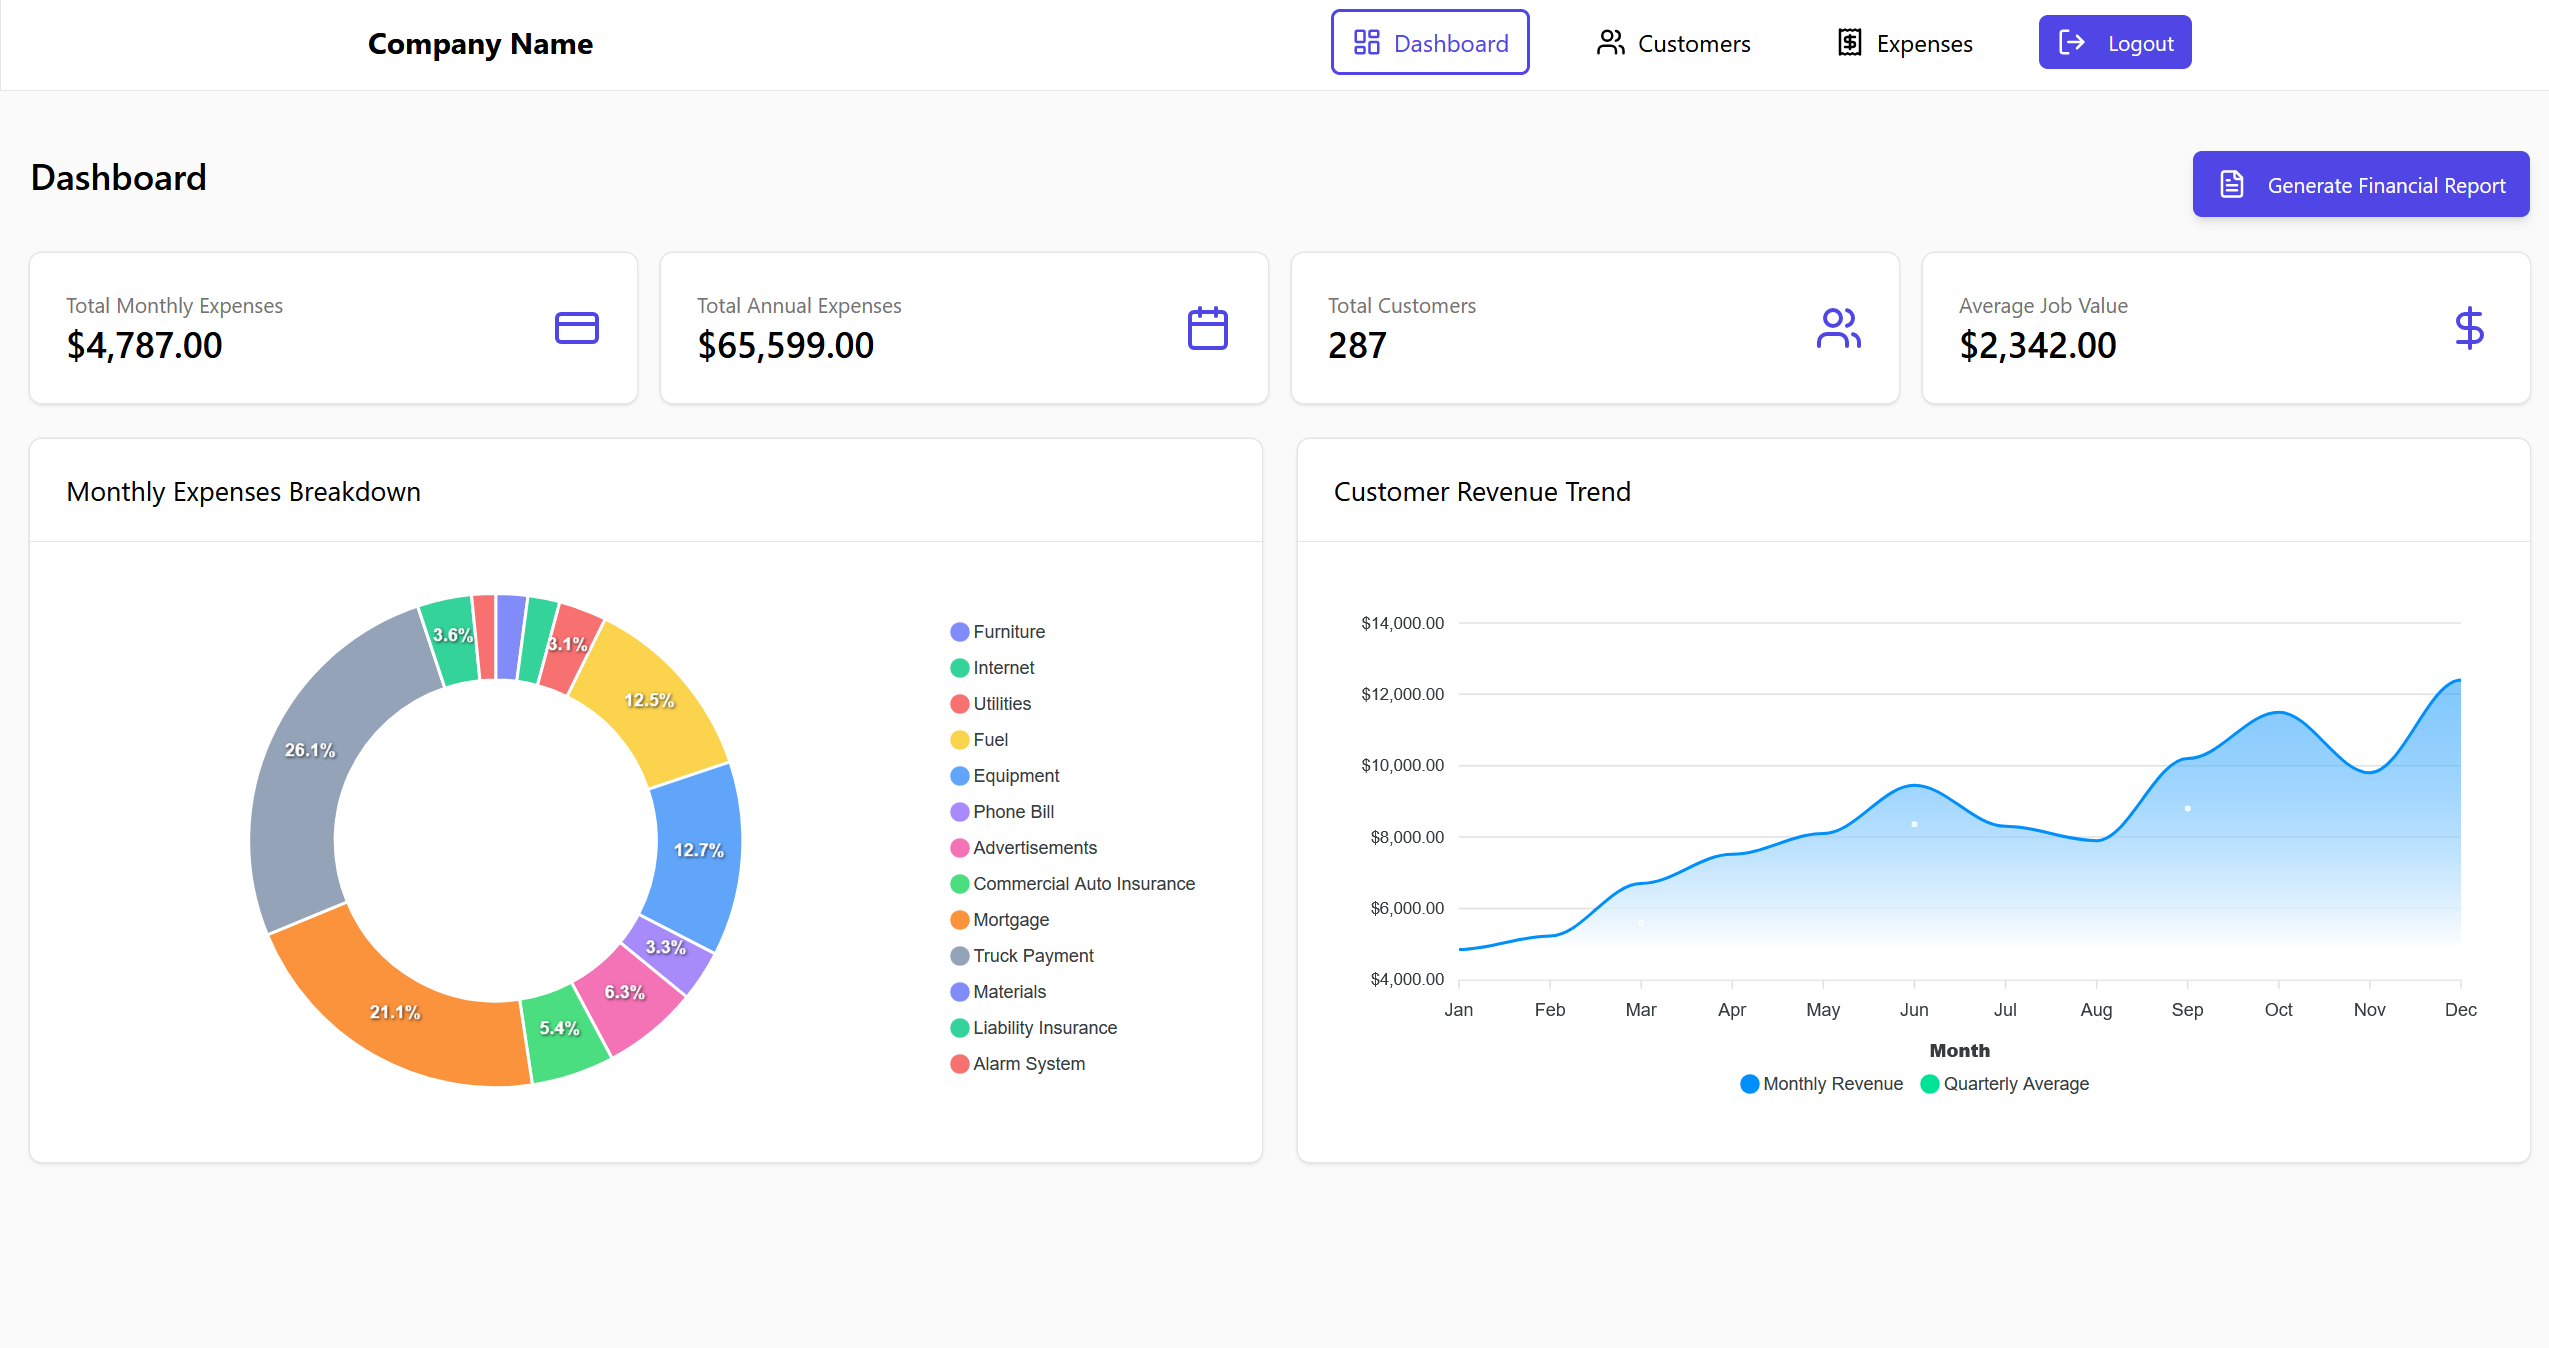 Company Name
Dashboard
Customers
Expenses
Logout
Dashboard
Generate Financial Report
Total Monthly Expenses
$4,787.00
Total Annual Expenses
$65,599.00
Total Customers
287
Average Job Value
$2,342.00
Monthly Expenses Breakdown
3.6%
3.1%
12.5%
26.1%
12.7%
3.3%
6.3%
5.4%
21.1%
Furniture
Internet
Utilities
Fuel
Equipment
Phone Bill
Advertisements
Commercial Auto Insurance
Mortgage
Truck Payment
Materials
Liability Insurance
Alarm System
Customer Revenue Trend
$14,000.00
$12,000.00
$10,000.00
$8,000.00
$6,000.00
$4,000.00
Jan Feb Mar Apr May Jun Jul Aug Sep Oct Nov Dec
Month
Monthly Revenue Quarterly Average